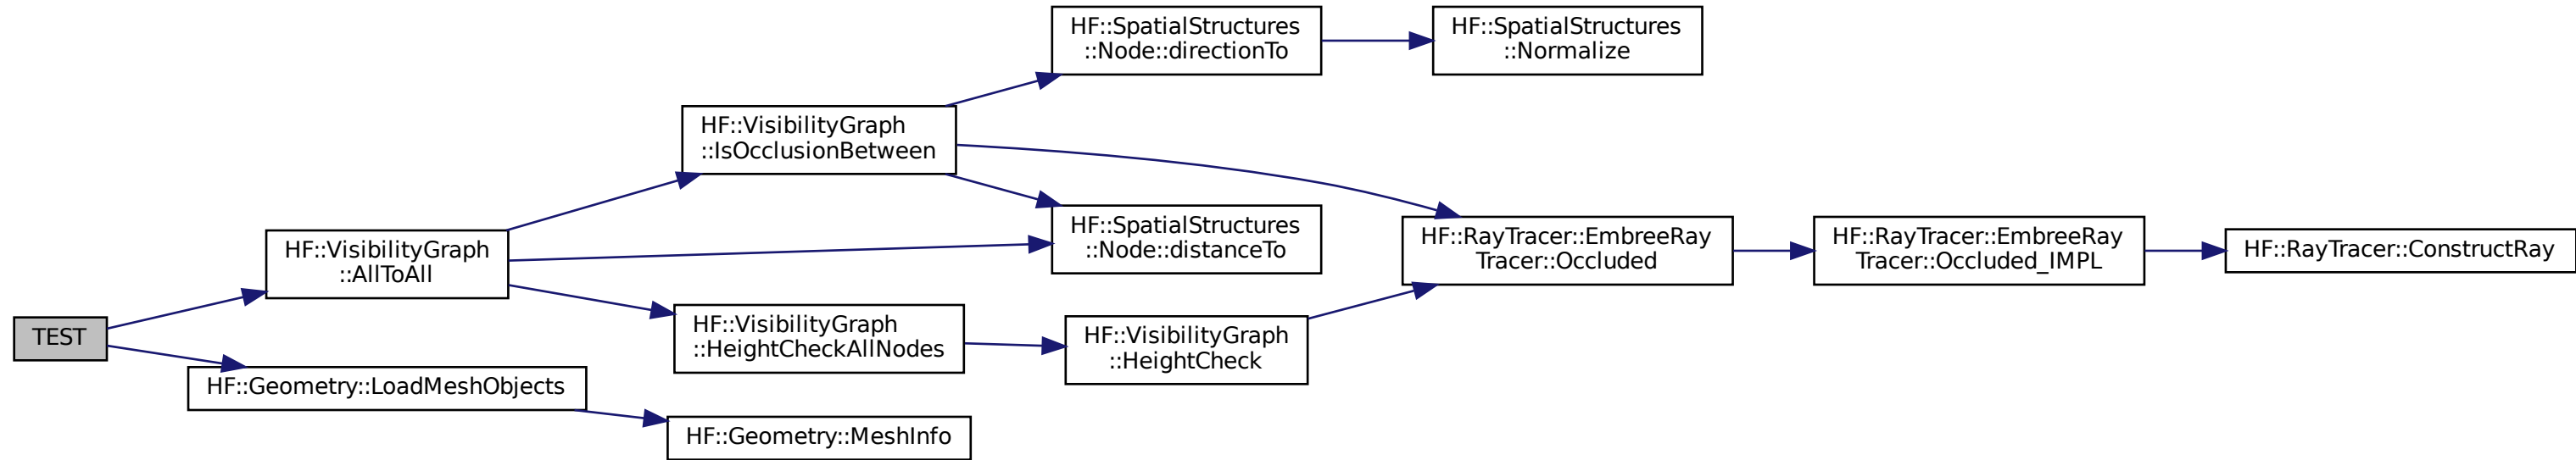 HF::SpatialStructures
::Node::directionTo
HF::SpatialStructures
::Normalize
HF::VisibilityGraph
::IsOcclusionBetween
HF::SpatialStructures
::Node::distanceTo
HF::RayTracer::EmbreeRay
Tracer::Occluded
HF::RayTracer::EmbreeRay
Tracer::Occluded_IMPL
HF::RayTracer::ConstructRay
HF::VisibilityGraph
::AllToAll
HF::VisibilityGraph
::HeightCheckAllNodes
HF::VisibilityGraph
::HeightCheck
TEST
HF::Geometry::LoadMeshObjects
HF::Geometry::MeshInfo